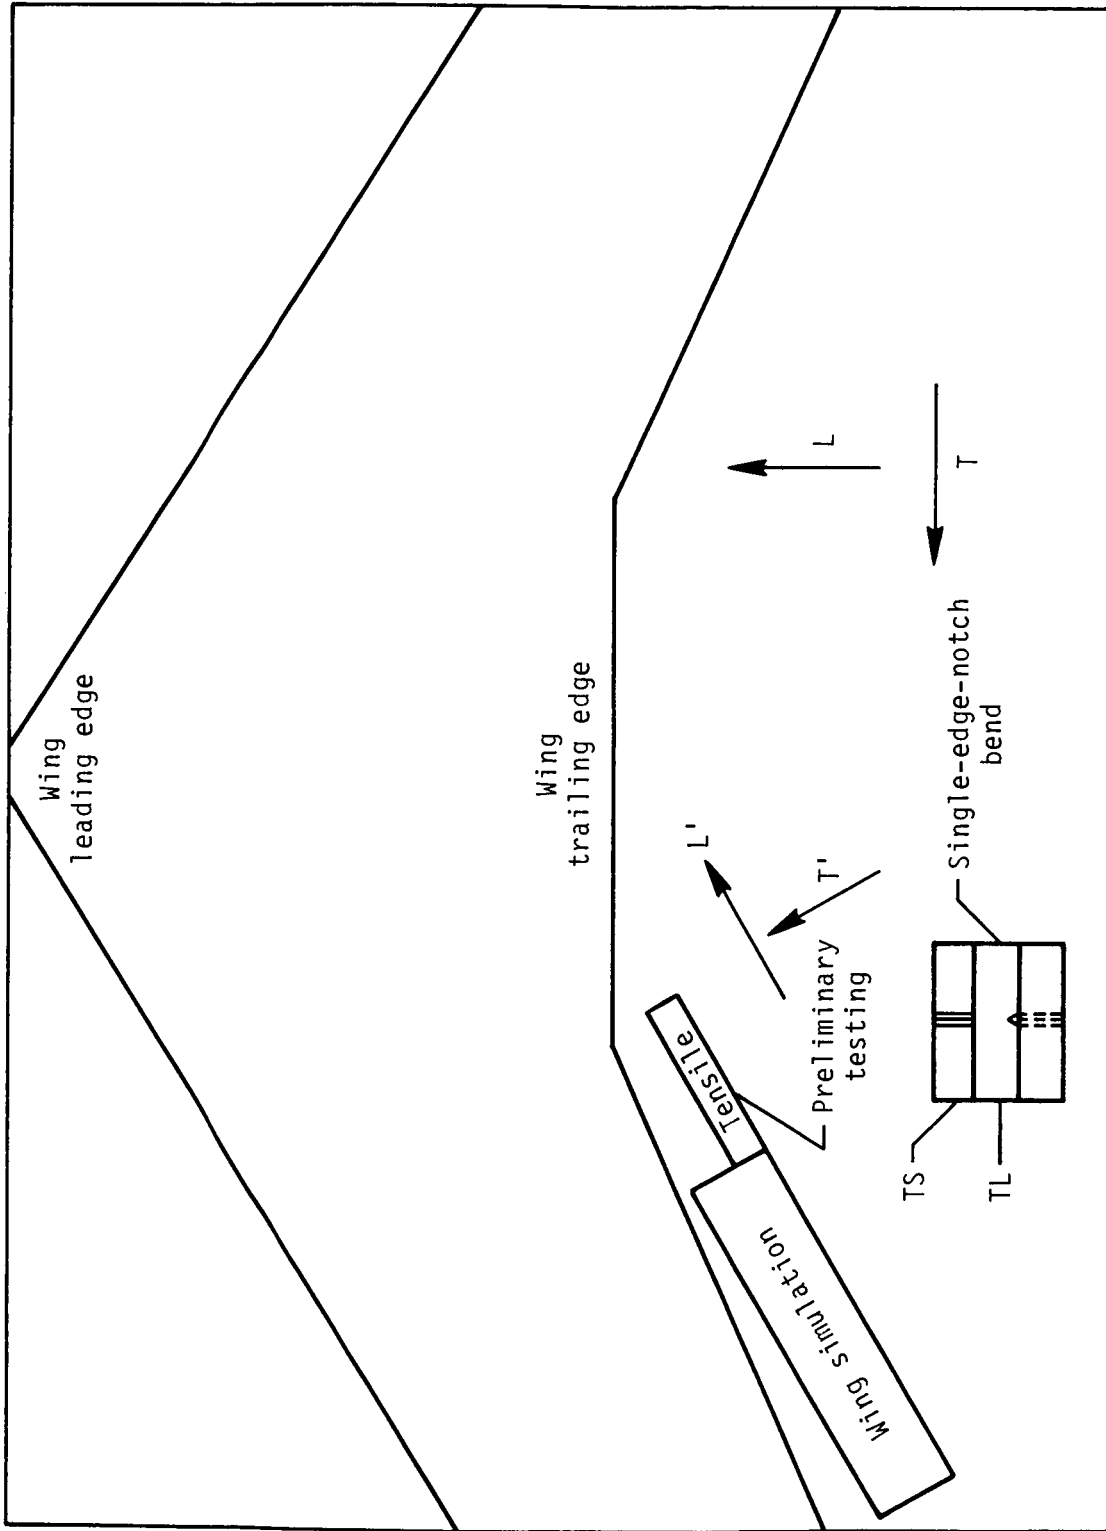 Wing
leading edge
Wing
trailing edge
L
T
L'
T'
Tensile
Preliminary
testing
Wing simulation
Single-edge-notch
bend
TS
TL